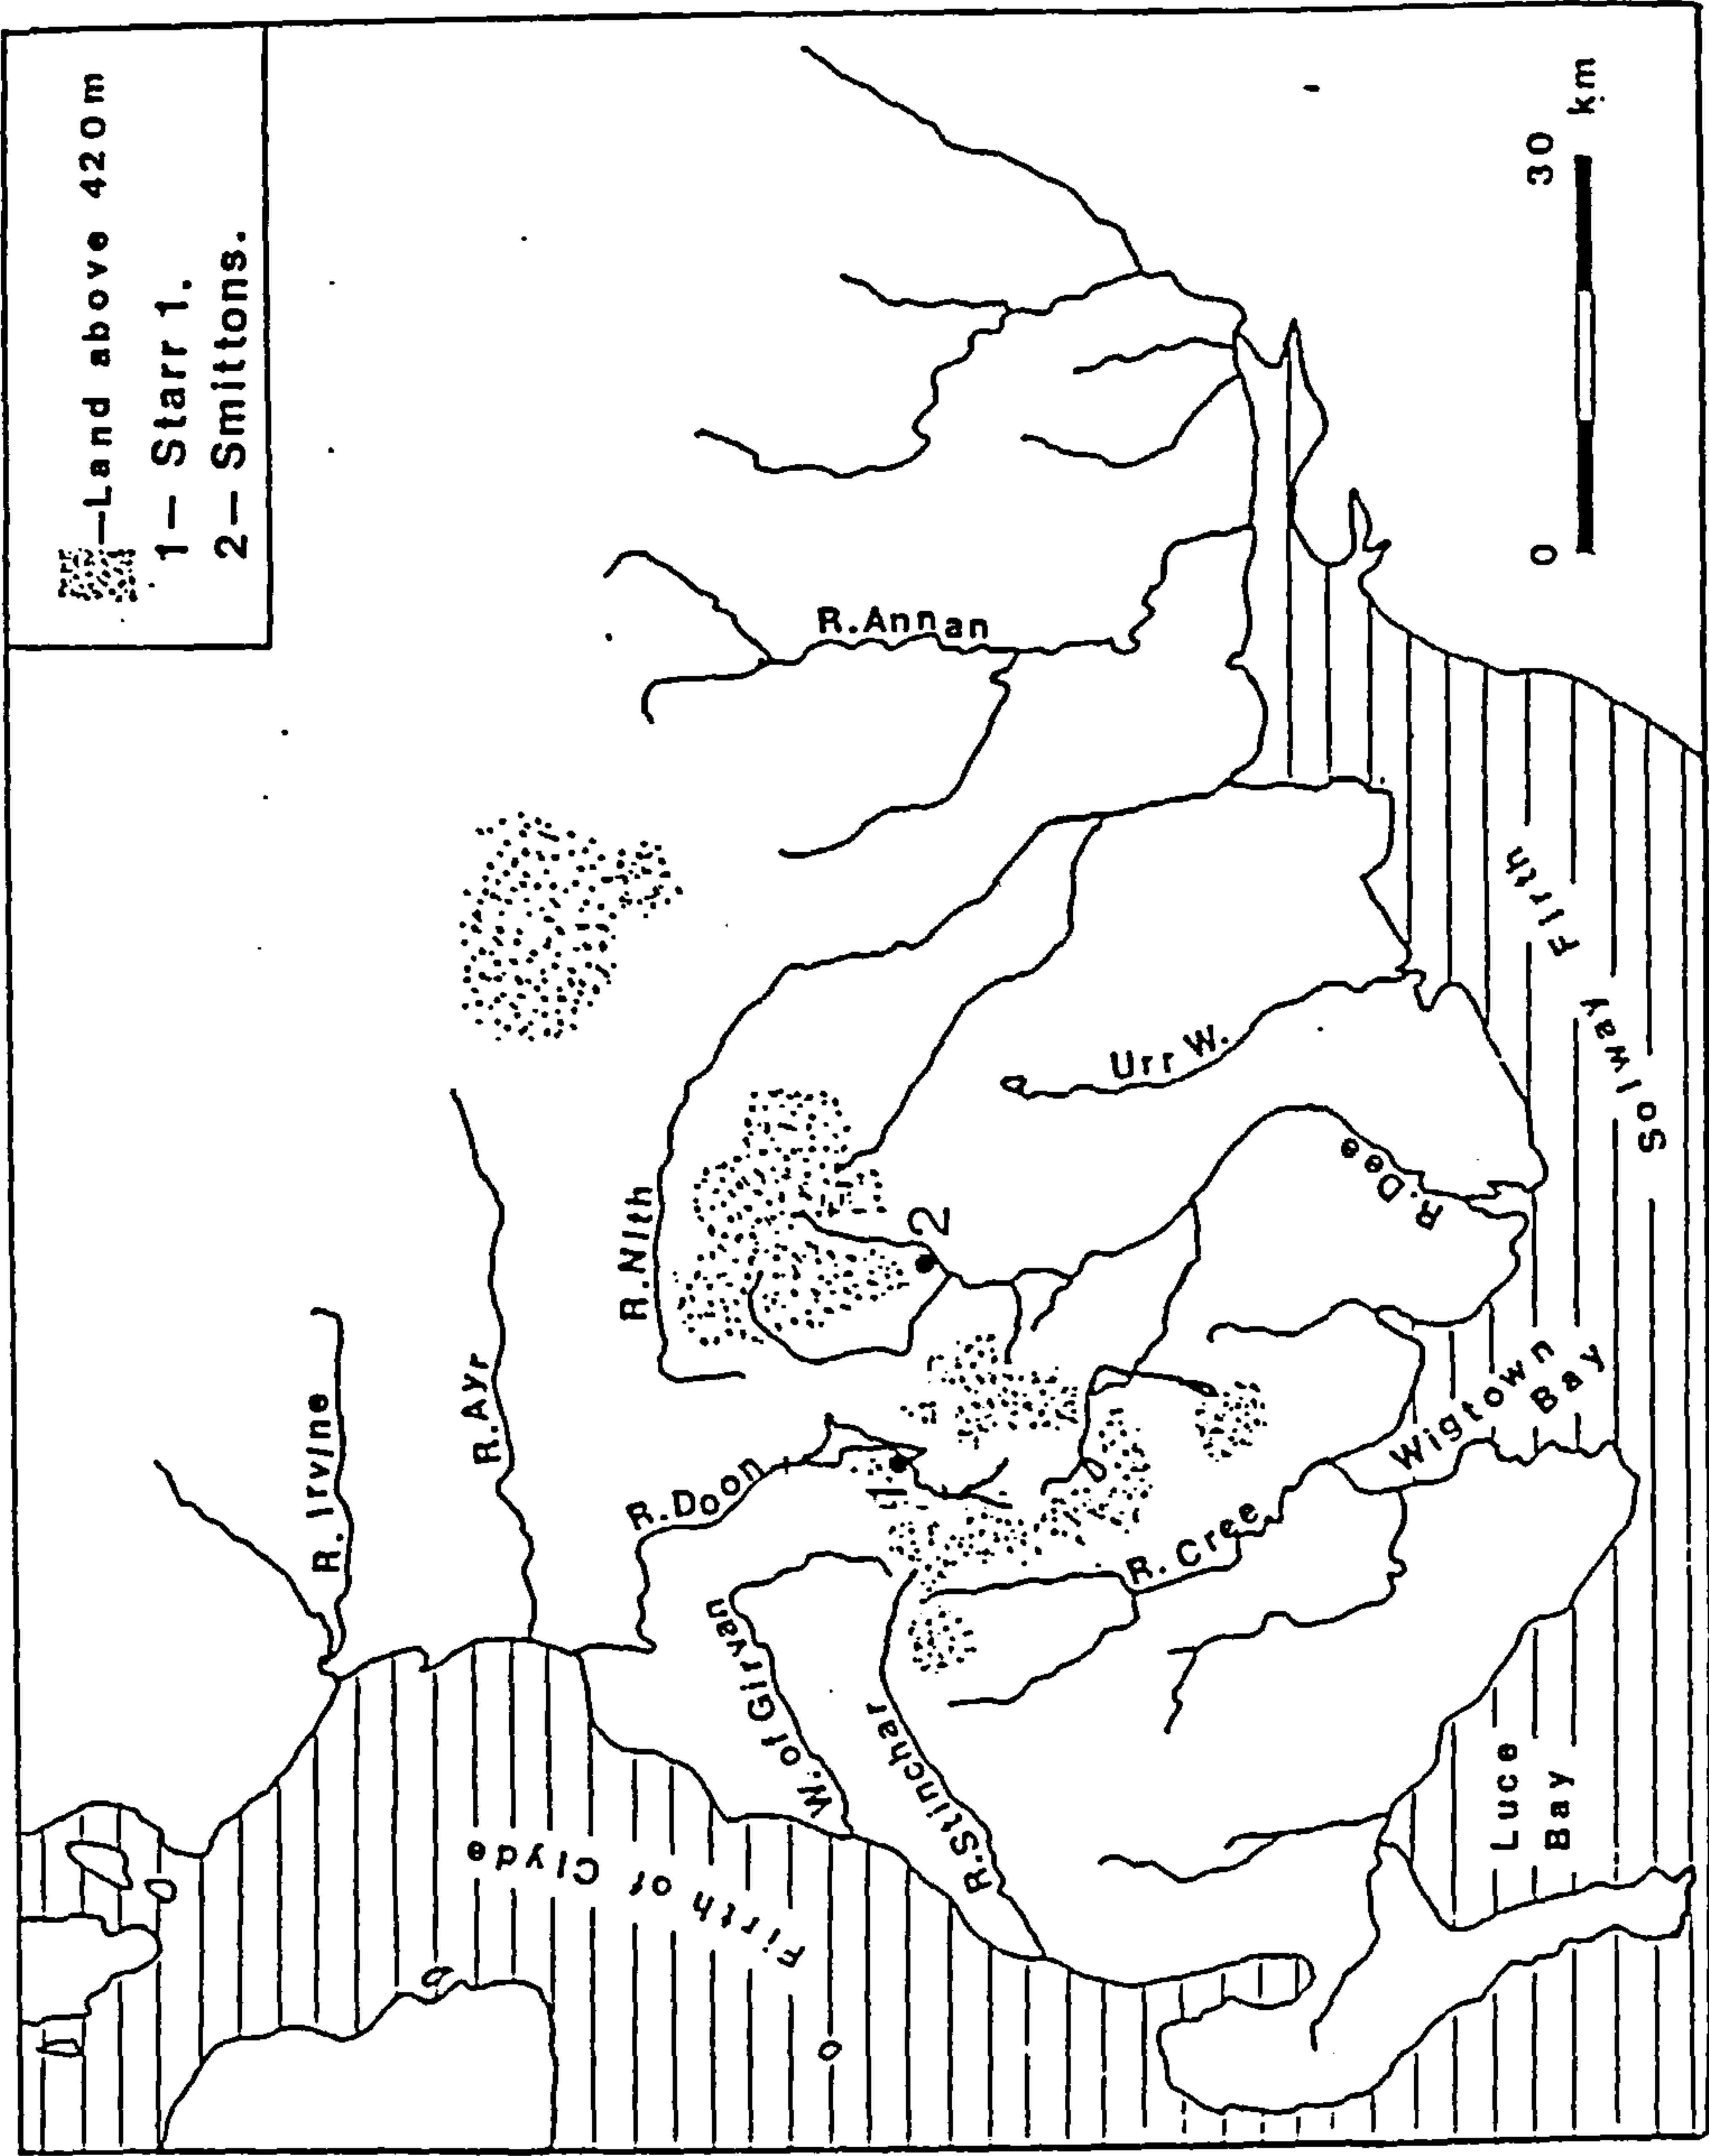 —Land above 420m
1—Starr 1.
2—Smittons.
R. Irvine
R. Ayr
R. Nith
R. Annan
R. Doon
W. of Girvan
R. Stinchar
Firth of Clyde
1
2
Urr W.
R. Dee
R. Cree
Wigtown
Bay
Luce
Bay
Solway Firth
0 30
km